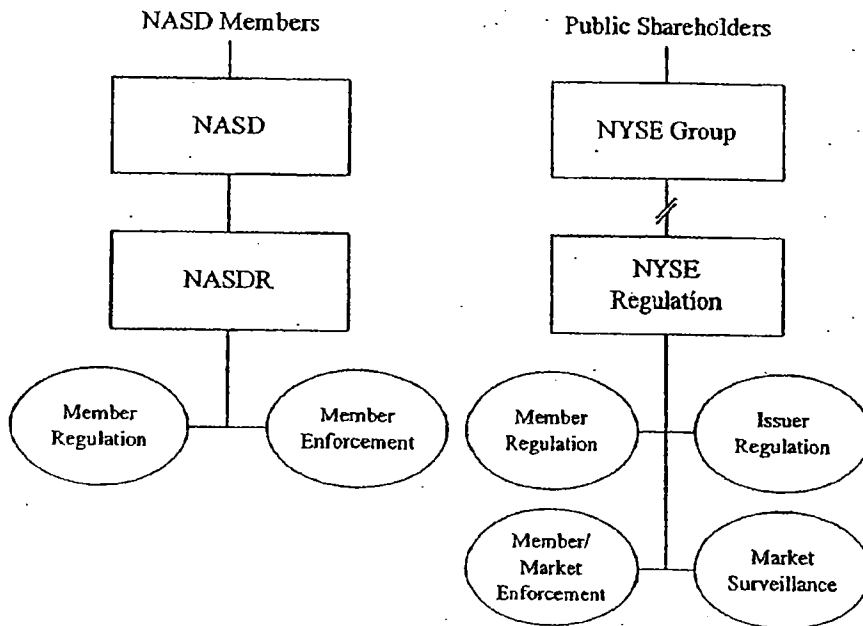 NASD Members
NASD
NASDR
Member
Regulation
Member
Enforcement
Public Shareholders
NYSE Group
NYSE
Regulation
Member
Regulation
Issuer
Regulation
Member/
Market
Enforcement
Market
Surveillance